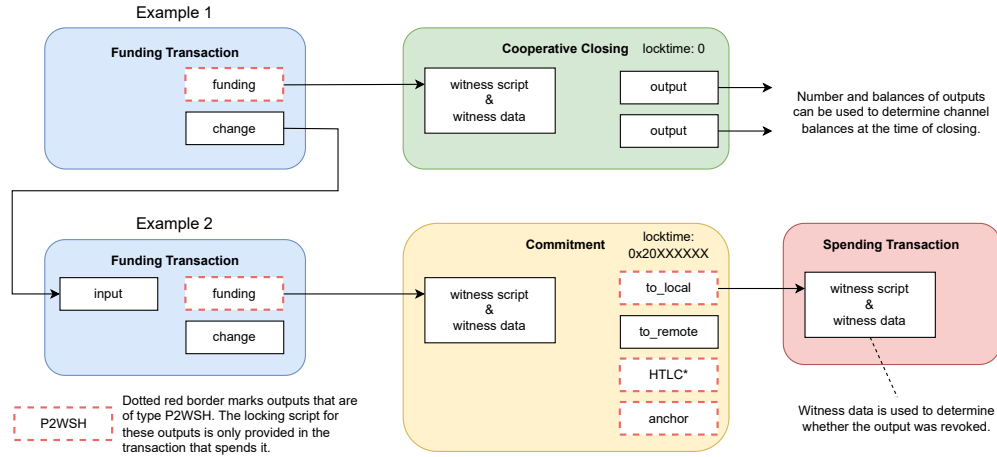 Example 1
Funding Transaction
funding
change
Cooperative Closing
locktime: 0
witness script
&
witness data
output
output
Number and balances of outputs
can be used to determine channel
balances at the time of closing.
Example 2
Funding Transaction
input
funding
change
Commitment
locktime:
0x20XXXXXX
witness script
&
witness data
to_local
to_remote
HTLC*
anchor
Spending Transaction
witness script
&
witness data
Witness data is used to determine
whether the output was revoked.
P2WSH
Dotted red border marks outputs that are
of type P2WSH. The locking script for
these outputs is only provided in the
transaction that spends it.